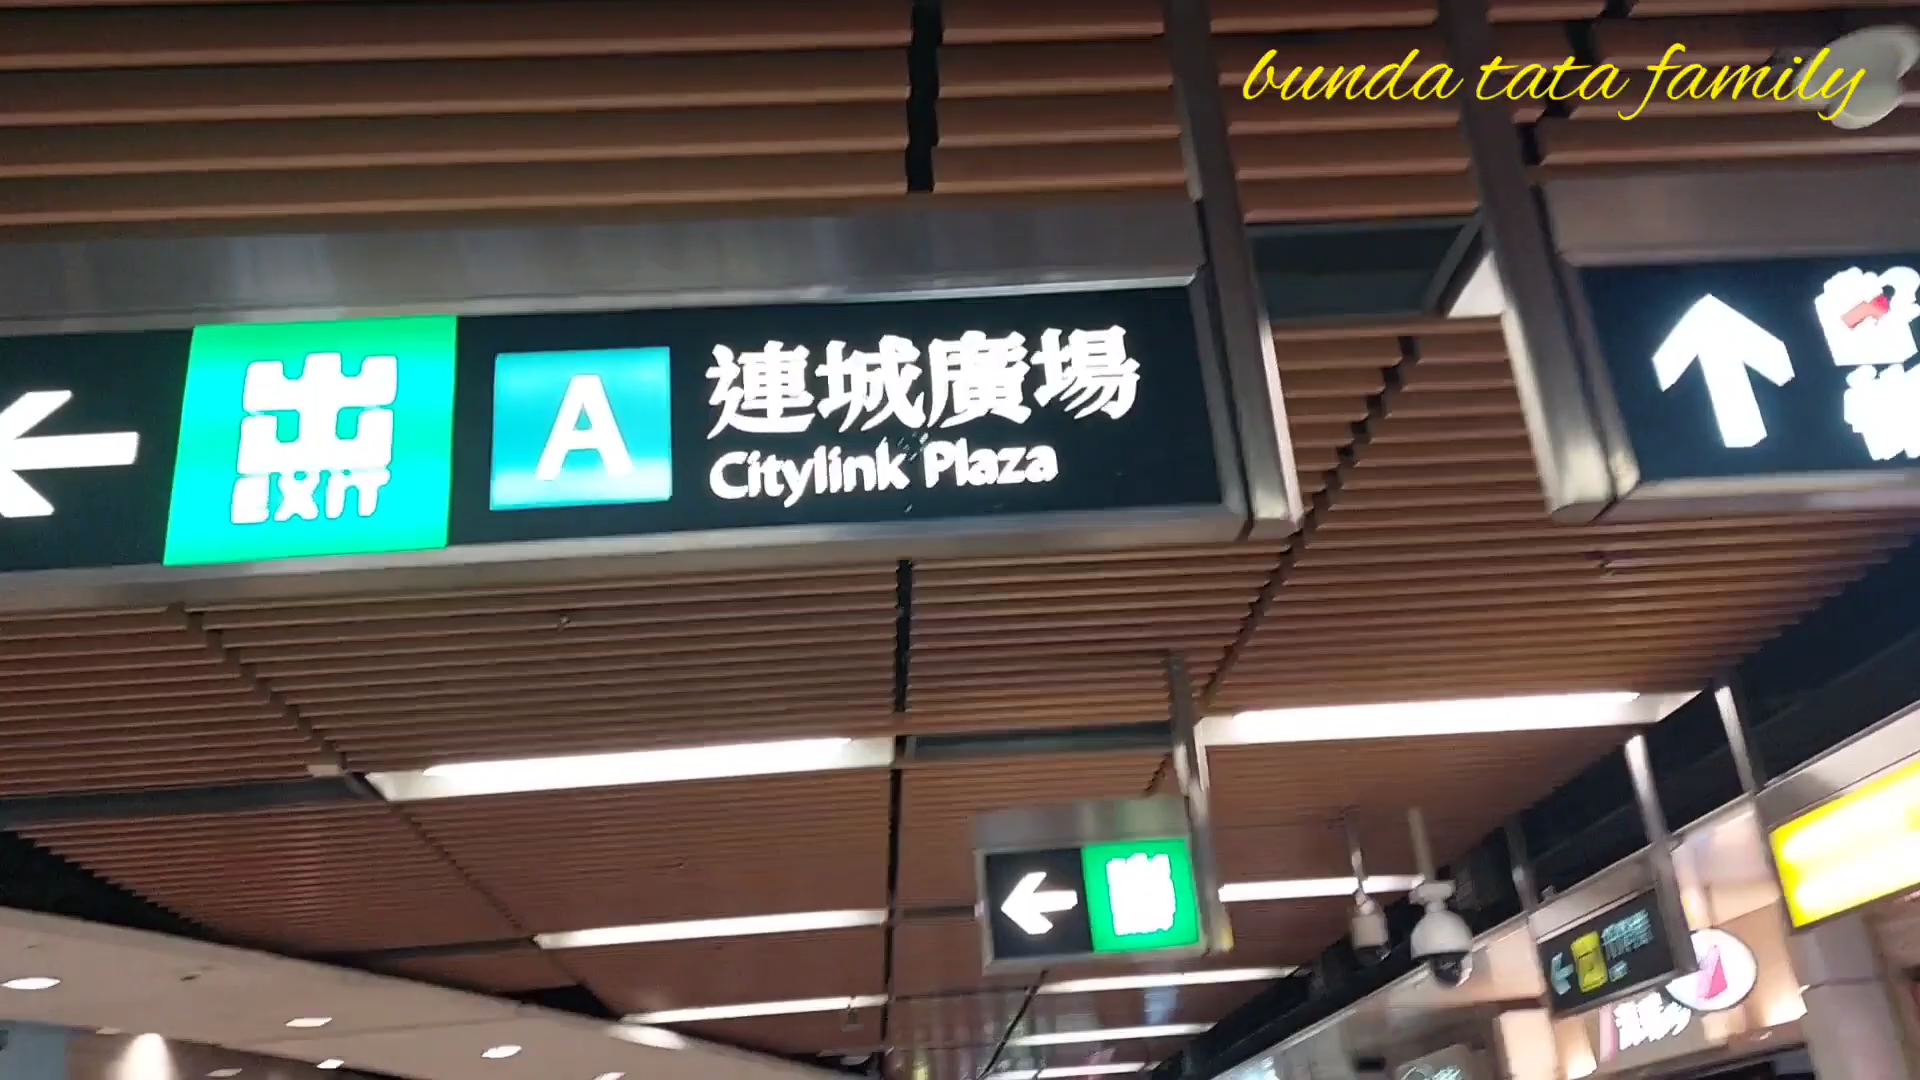 bunda tata family
出
EXIT
A
連城廣場
Citylink Plaza